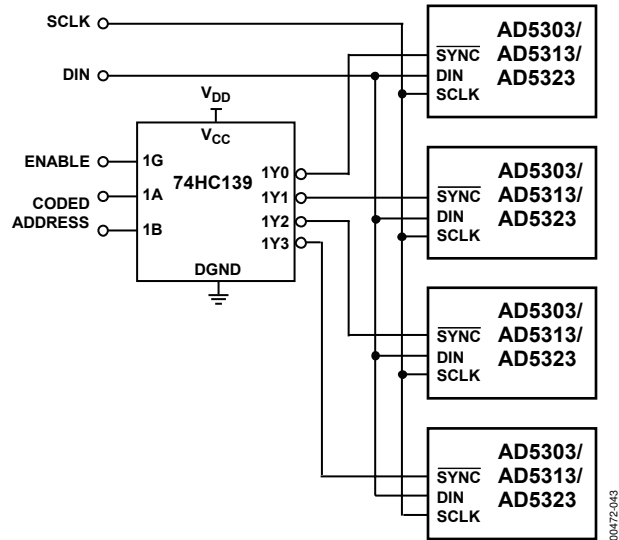 SCLK
DIN
VDD
VCC
ENABLE
1G
CODED
ADDRESS
1A
1B
74HC139
1Y0
1Y1
1Y2
1Y3
DGND
AD5303/
AD5313/
AD5323
SYNC
DIN
SCLK
AD5303/
AD5313/
AD5323
SYNC
DIN
SCLK
AD5303/
AD5313/
AD5323
SYNC
DIN
SCLK
AD5303/
AD5313/
AD5323
SYNC
DIN
SCLK
00472-043